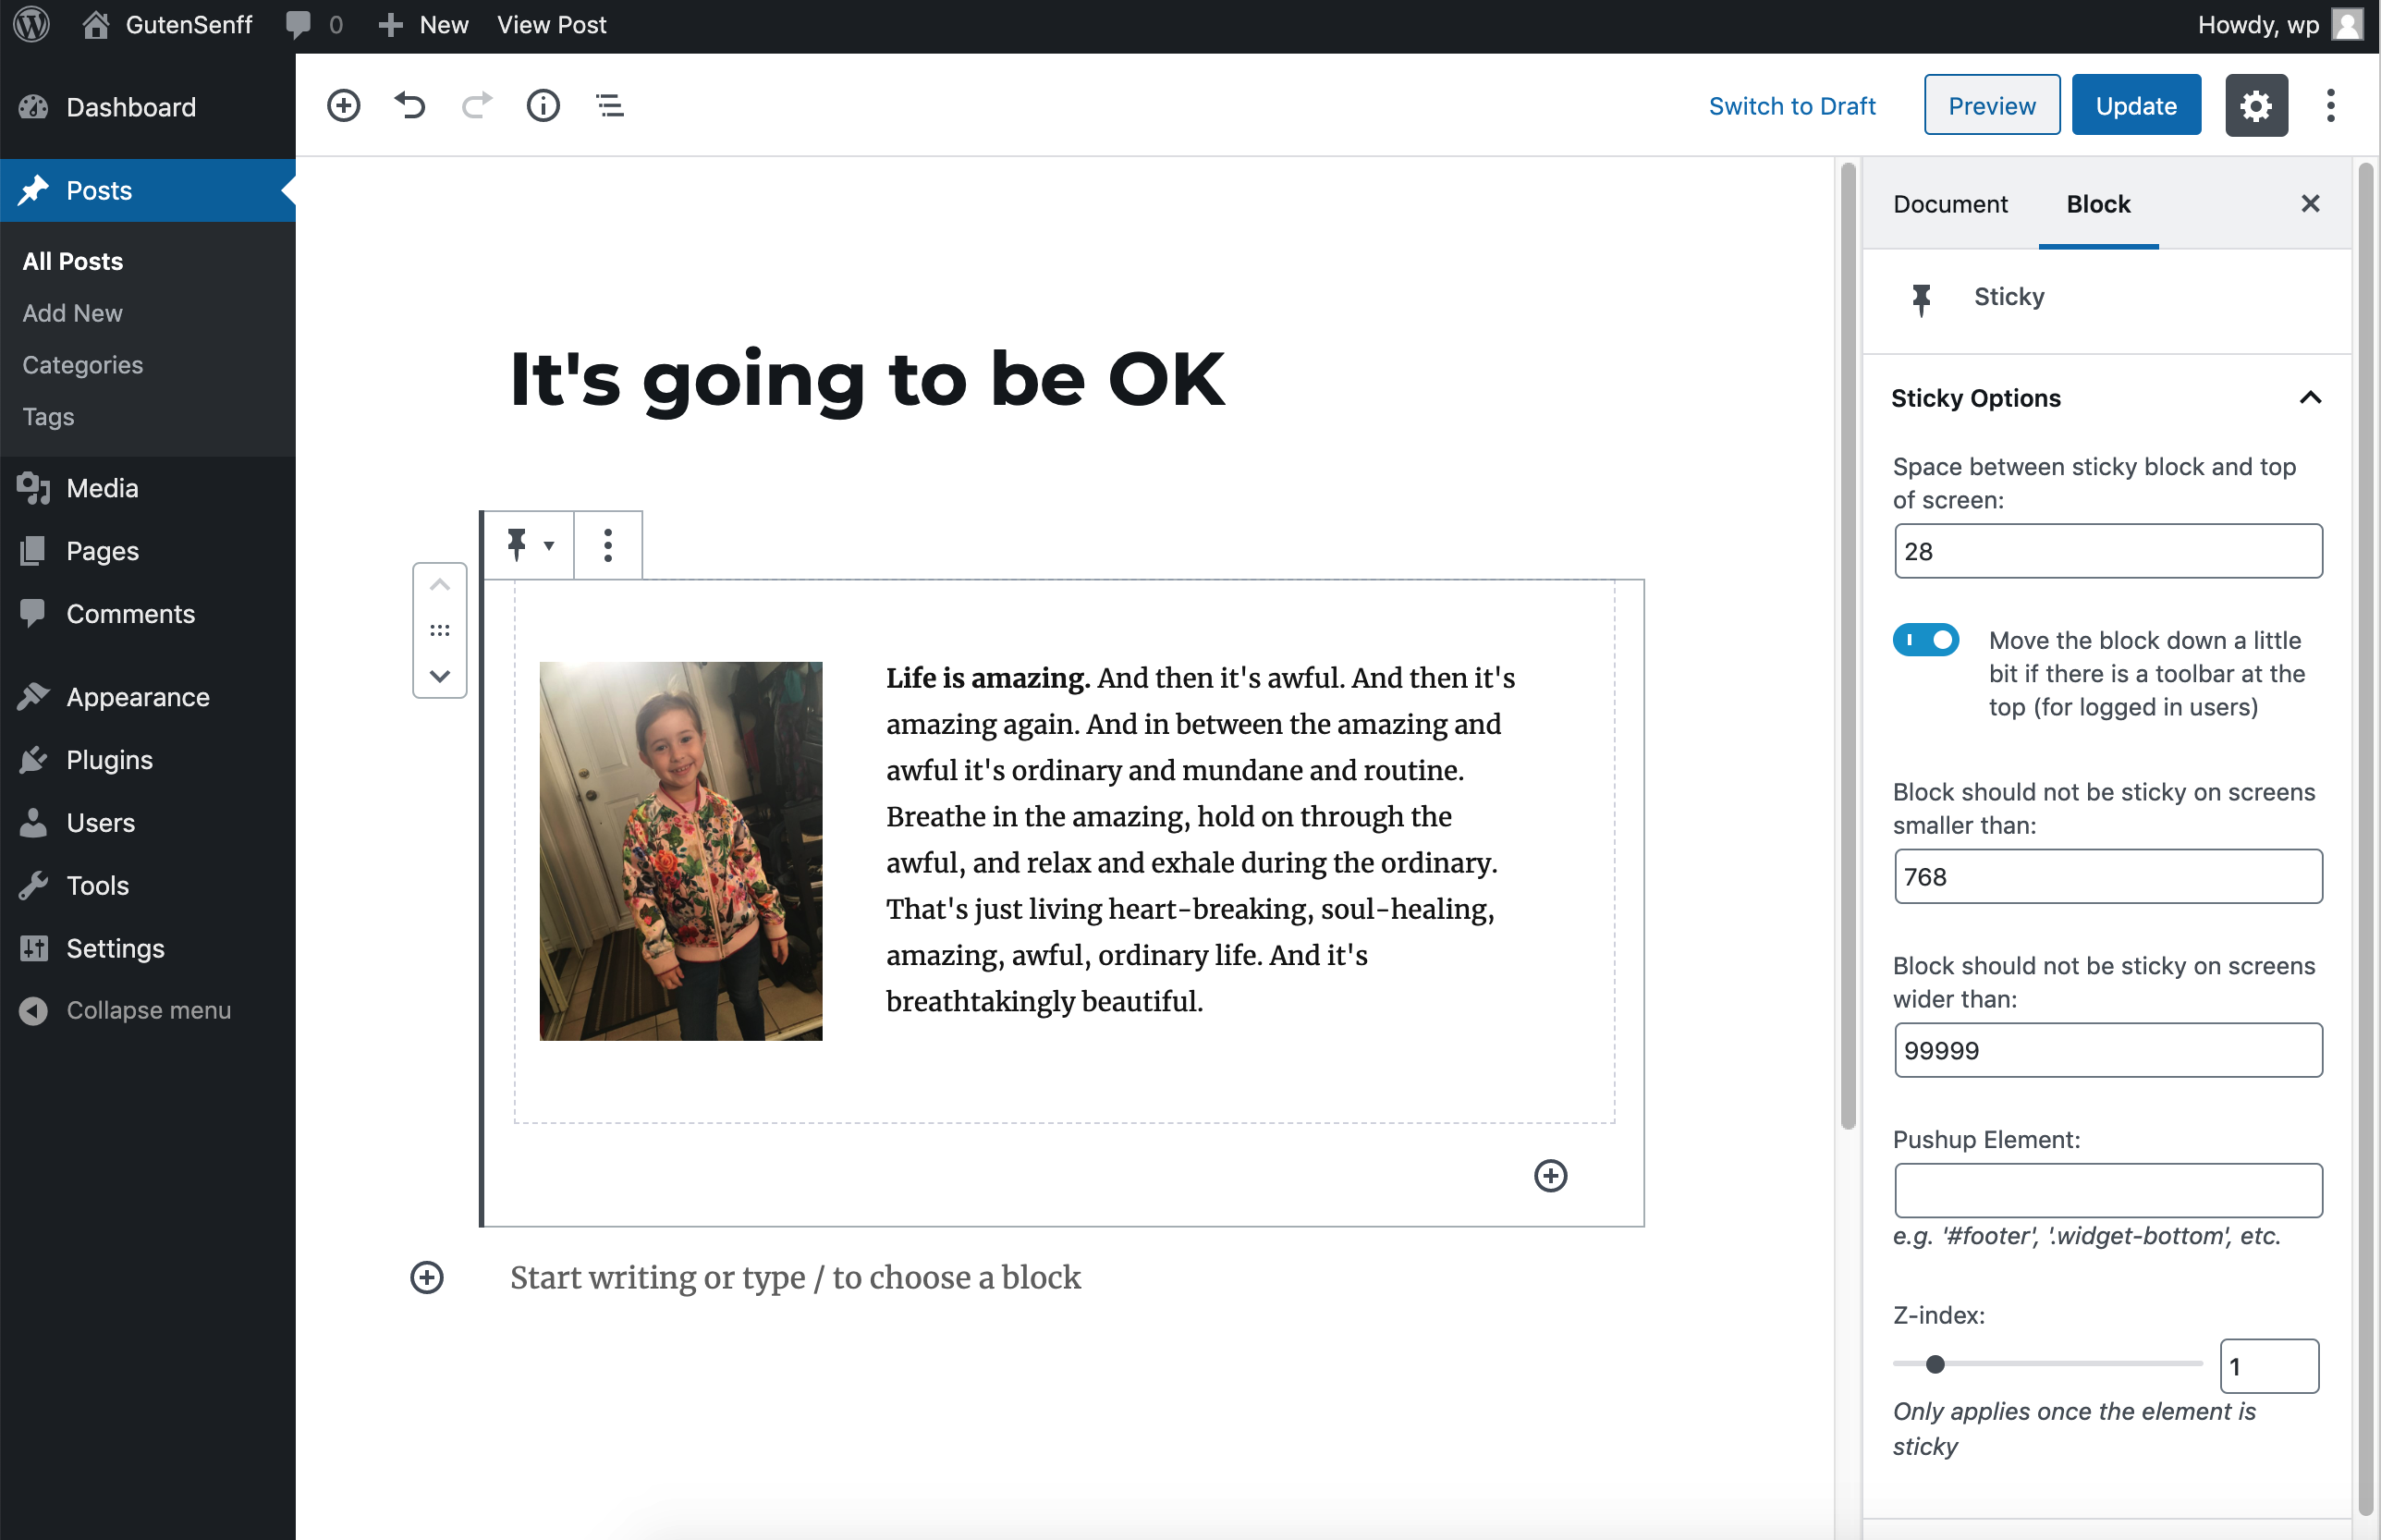 GutenSenff 0 New View Post Howdy, wp
Dashboard
Posts
All Posts
Add New
Categories
Tags
Media
Pages
Comments
Appearance
Plugins
Users
Tools
Settings
Collapse menu
Switch to Draft Preview Update
It's going to be OK
Life is amazing. And then it's awful. And then it's
amazing again. And in between the amazing and
awful it's ordinary and mundane and routine.
Breathe in the amazing, hold on through the
awful, and relax and exhale during the ordinary.
That's just living heart-breaking, soul-healing,
amazing, awful, ordinary life. And it's
breathtakingly beautiful.
Start writing or type / to choose a block
Document Block
Sticky
Sticky Options
Space between sticky block and top
of screen:
28
Move the block down a little
bit if there is a toolbar at the
top (for logged in users)
Block should not be sticky on screens
smaller than:
768
Block should not be sticky on screens
wider than:
99999
Pushup Element:
e.g. '#footer', '.widget-bottom', etc.
Z-index:
1
Only applies once the element is
sticky